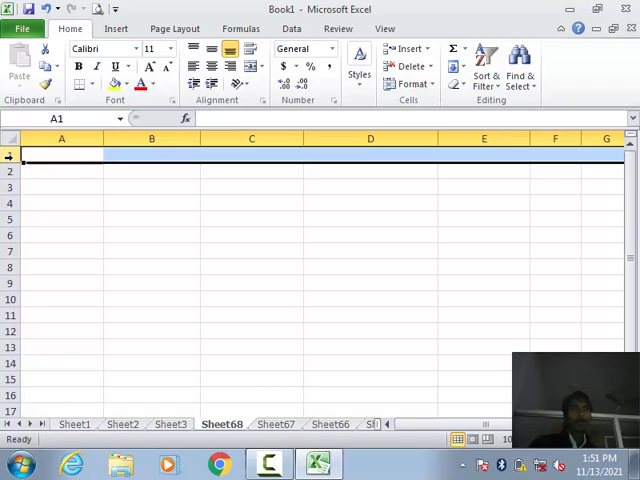 Book1 - Microsoft Excel
File Home Insert Page Layout Formulas Data Review View
Calibri 11 General Insert
Paste B I U $ % , Styles Delete Sort & Filter Find & Select
Format
Clipboard Font Alignment Number Cells Editing
A1 fx
A B C D E F G
1
2
3
4
5
6
7
8
9
10
11
12
13
14
15
16
17
Sheet1 Sheet2 Sheet3 Sheet68 Sheet67 Sheet66
Ready 10
1:51 PM
11/13/2021